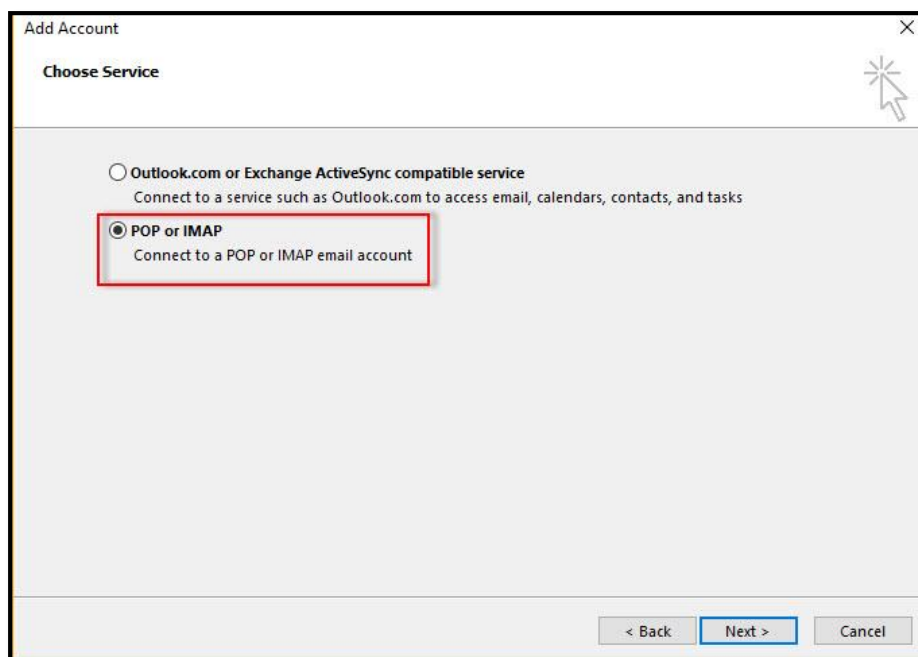 Add Account
Choose Service
Outlook.com or Exchange ActiveSync compatible service
Connect to a service such as Outlook.com to access email, calendars, contacts, and tasks
POP or IMAP
Connect to a POP or IMAP email account
< Back Next > Cancel